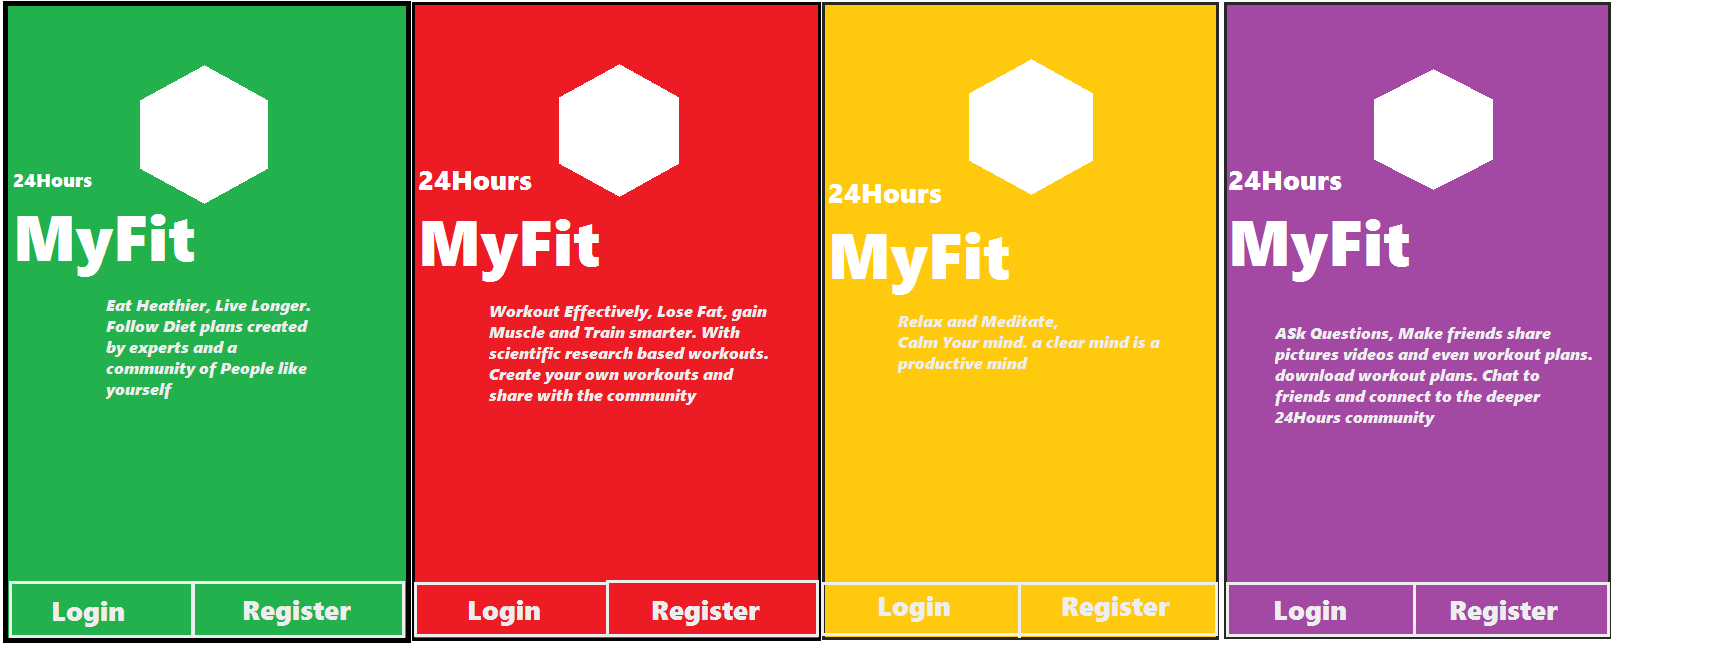 24Hours
MyFit
Eat Heathier, Live Longer.
Follow Diet plans created
by experts and a
community of People like
yourself
Login
Register
24Hours
MyFit
Workout Effectively, Lose Fat, gain
Muscle and Train smarter. With
scientific research based workouts.
Create your own workouts and
share with the community
Login
Register
24Hours
MyFit
Relax and Meditate,
Calm Your mind. a clear mind is a
productive mind
Login
Register
24Hours
MyFit
ASk Questions, Make friends share
pictures videos and even workout plans.
download workout plans. Chat to
friends and connect to the deeper
24Hours community
Login
Register